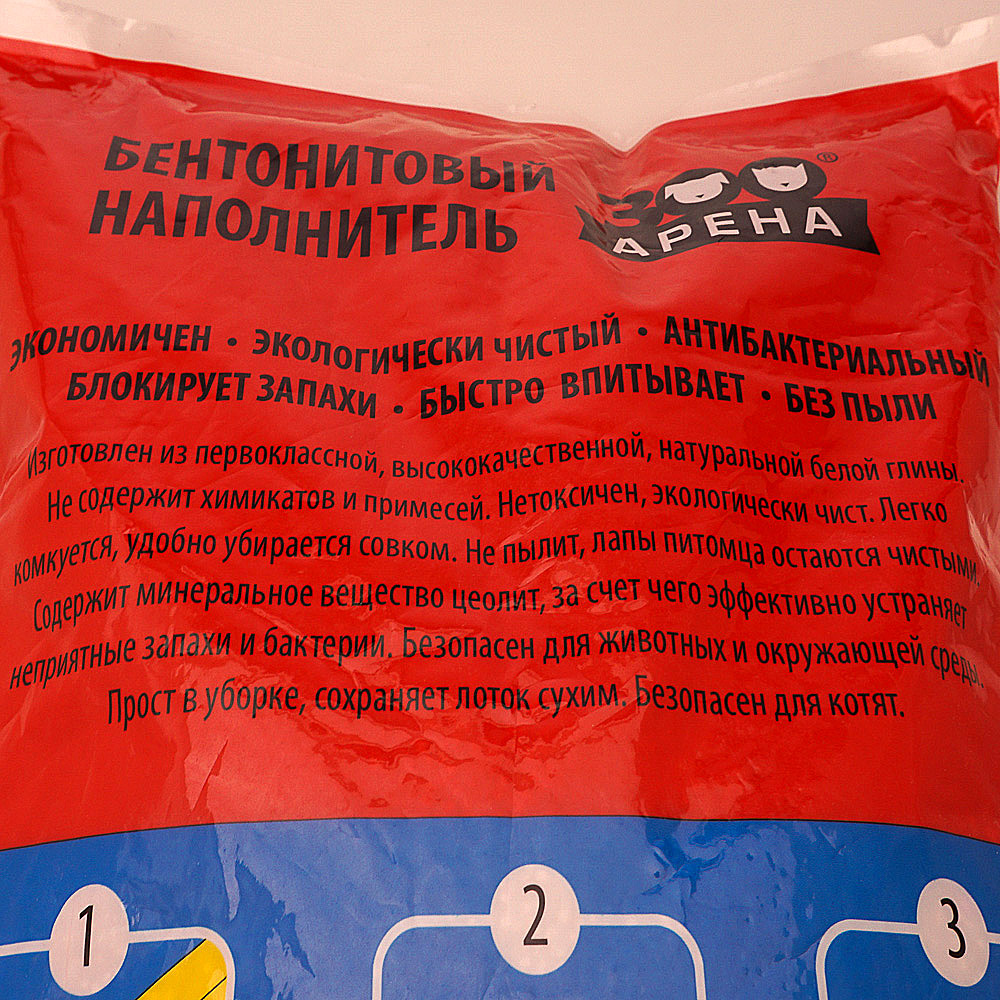 БЕНТОНИТОВЫЙ
НАПОЛНИТЕЛЬ
ЗОО®
АРЕНА
ЭКОНОМИЧЕН • ЭКОЛОГИЧЕСКИ ЧИСТЫЙ • АНТИБАКТЕРИАЛЬНЫЙ
БЛОКИРУЕТ ЗАПАХИ • БЫСТРО ВПИТЫВАЕТ • БЕЗ ПЫЛИ
Изготовлен из первоклассной, высококачественной, натуральной белой глины.
Не содержит химикатов и примесей. Нетоксичен, экологически чист. Легко
комкуется, удобно убирается совком. Не пылит, лапы питомца остаются чистыми.
Содержит минеральное вещество цеолит, за счет чего эффективно устраняет
неприятные запахи и бактерии. Безопасен для животных и окружающей среды.
Прост в уборке, сохраняет лоток сухим. Безопасен для котят.
1 2 3